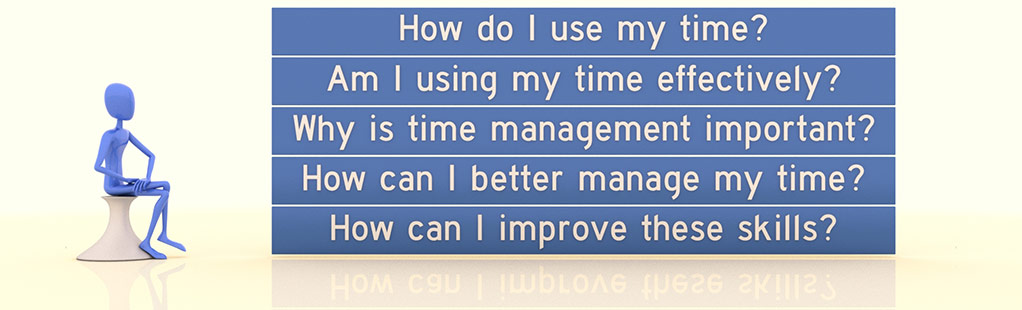 How do I use my time?
Am I using my time effectively?
Why is time management important?
How can I better manage my time?
How can I improve these skills?